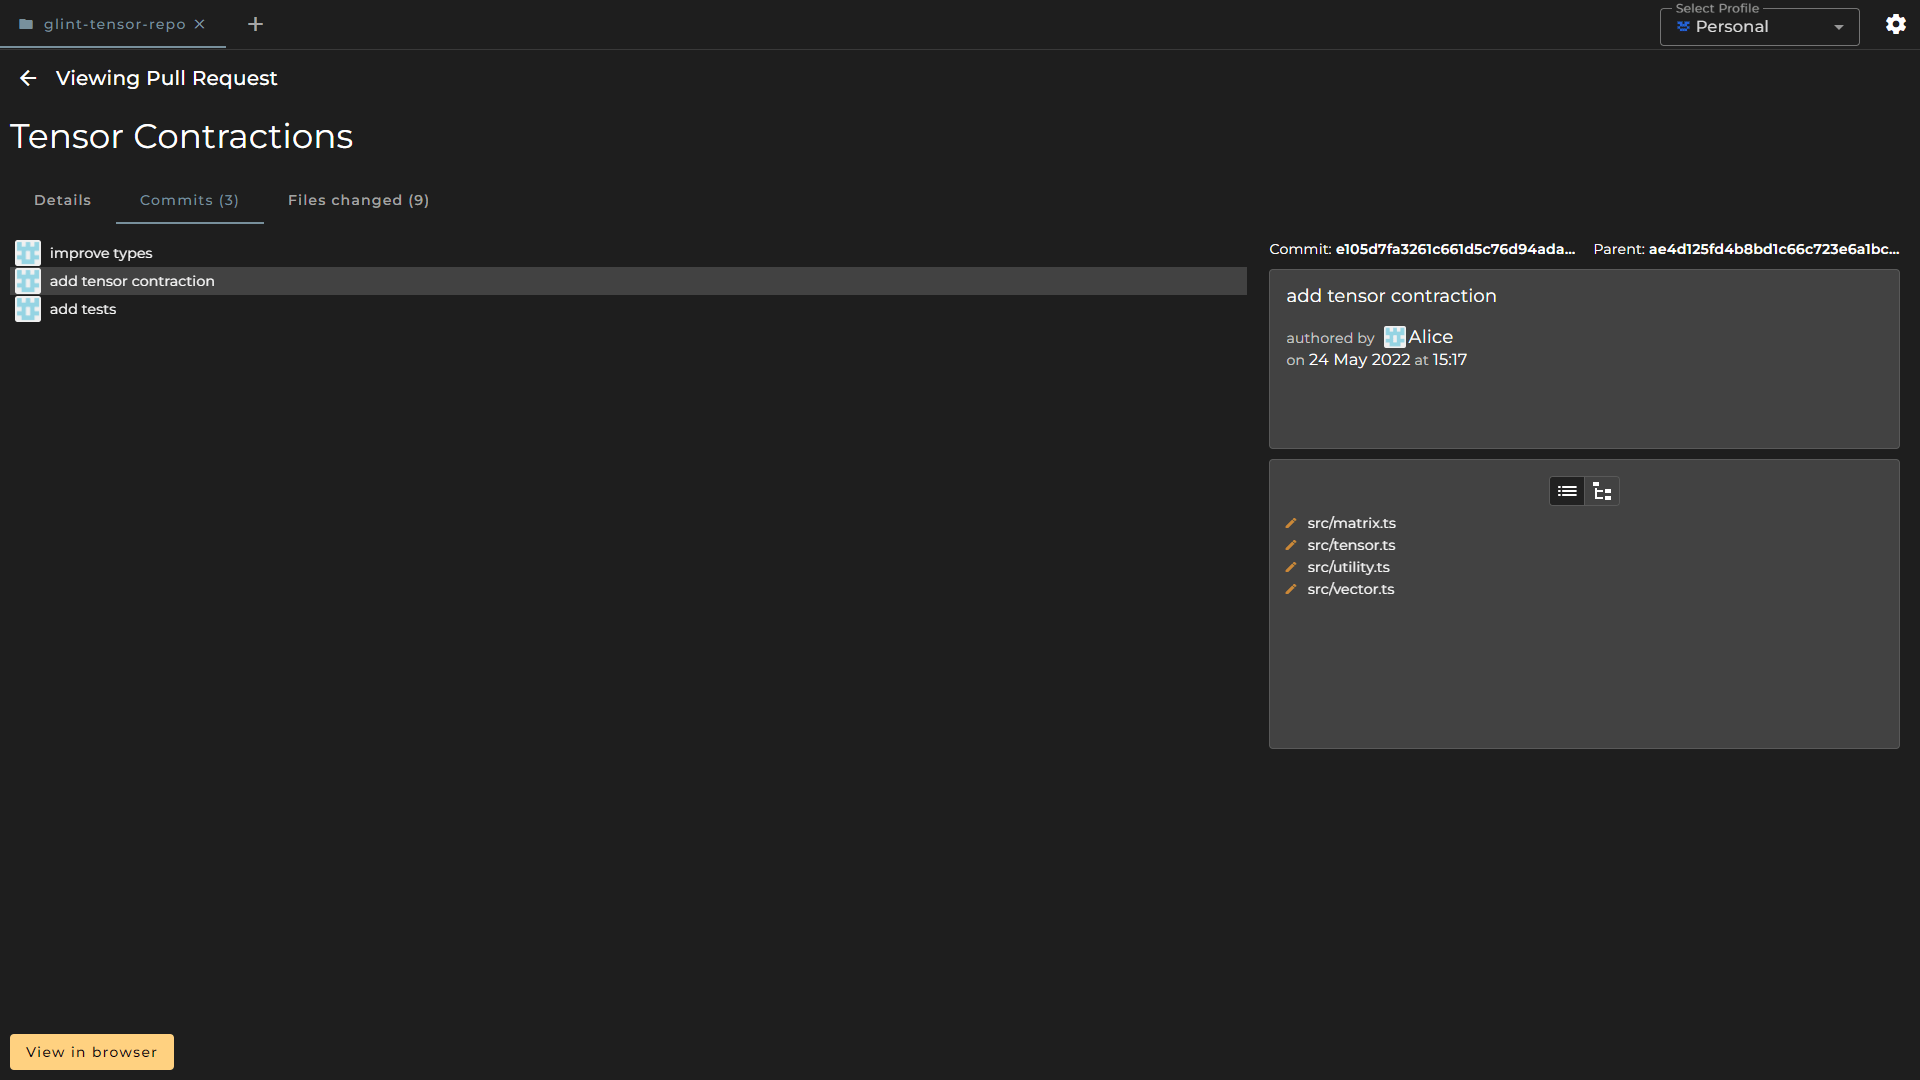 glint-tensor-repo
Select Profile
Personal
Viewing Pull Request
Tensor Contractions
Details
Commits (3)
Files changed (9)
improve types
add tensor contraction
add tests
Commit: e105d7fa3261c661d5c76d94ada...
Parent: ae4d125fd4b8bd1c66c723e6a1bc...
add tensor contraction
authored by Alice
on 24 May 2022 at 15:17
src/matrix.ts
src/tensor.ts
src/utility.ts
src/vector.ts
View in browser